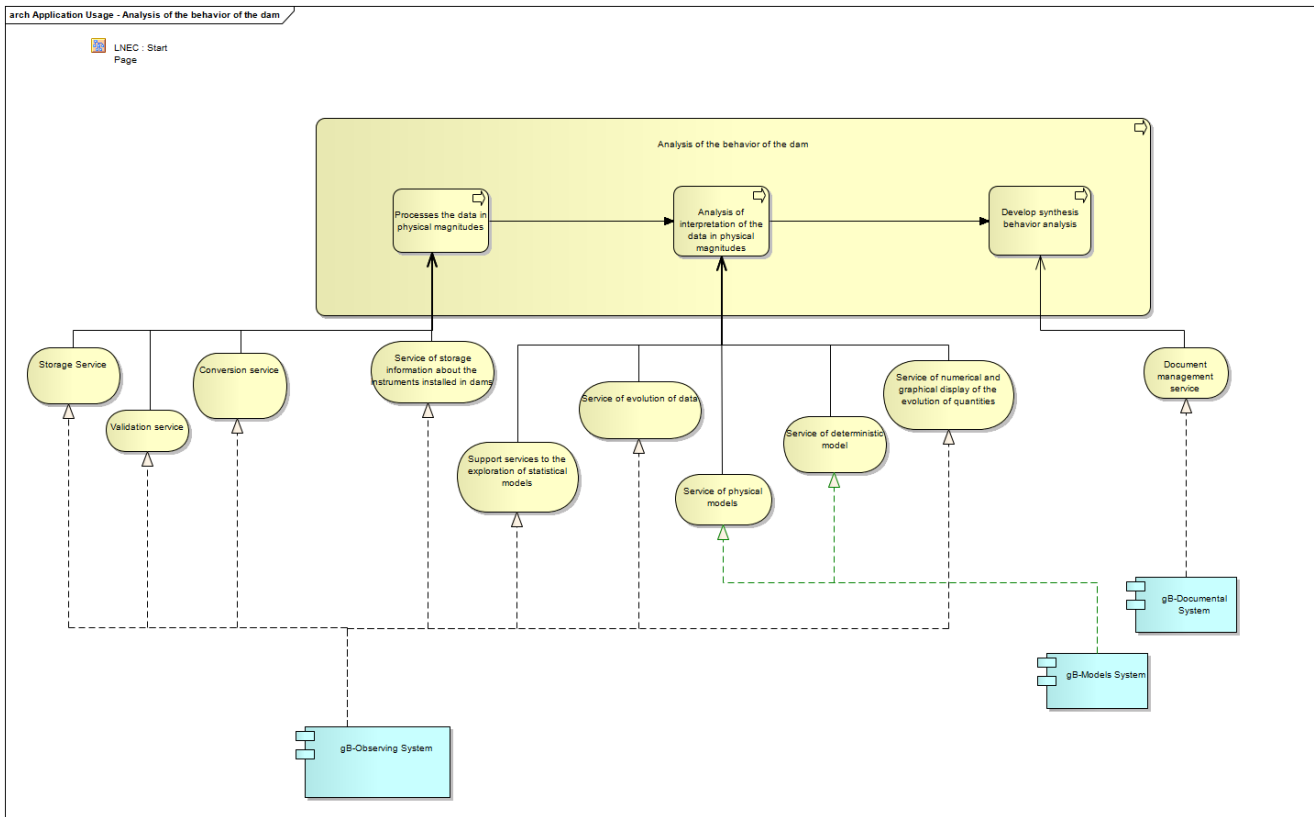 arch Application Usage - Analysis of the behavior of the dam
LNEC : Start
Page
Analysis of the behavior of the dam
Processes the data in
physical magnitudes
Analysis of
interpretation of the
data in physical
magnitudes
Develop synthesis
behavior analysis
Storage Service
Validation service
Conversion service
Service of storage
information about the
instruments installed in dams
Support services to the
exploration of statistical
models
Service of evolution of data
Service of physical
models
Service of deterministic
model
Service of numerical and
graphical display of the
evolution of quantities
Document
management
service
gB-Documental
System
gB-Models System
gB-Observing System